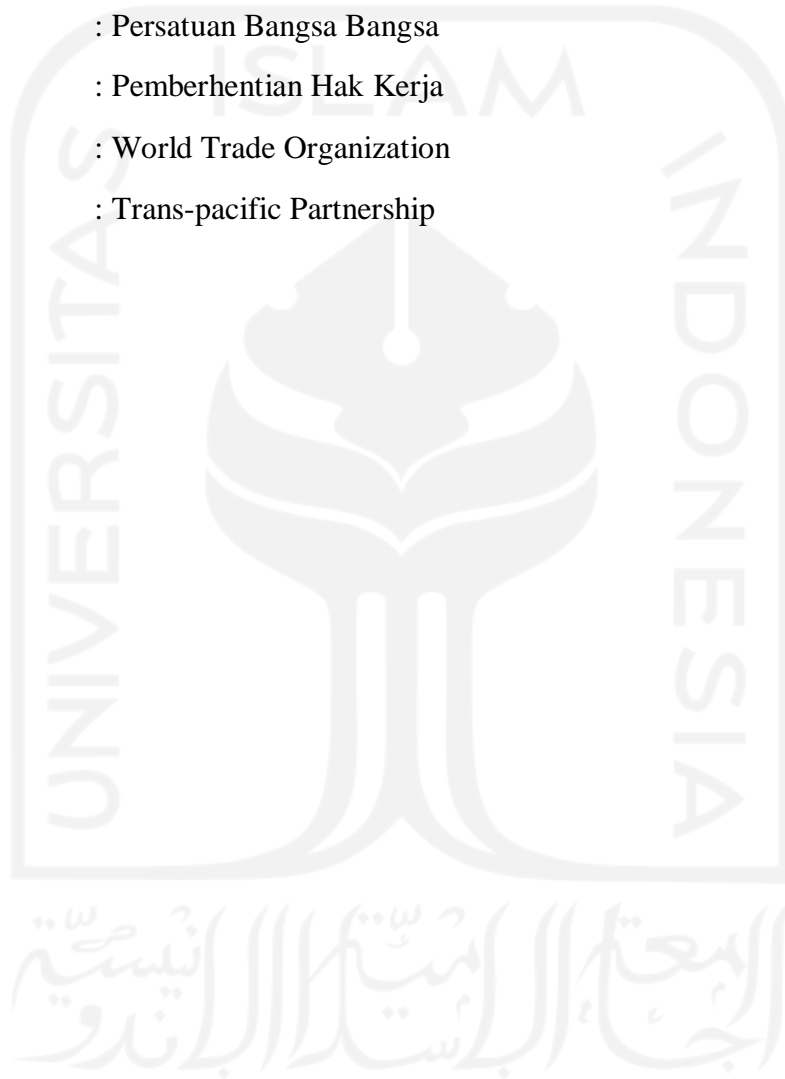 : Persatuan Bangsa Bangsa
: Pemberhentian Hak Kerja
: World Trade Organization
: Trans-pacific Partnership
ISLAM
UNIVERSITAS
INDONESIA